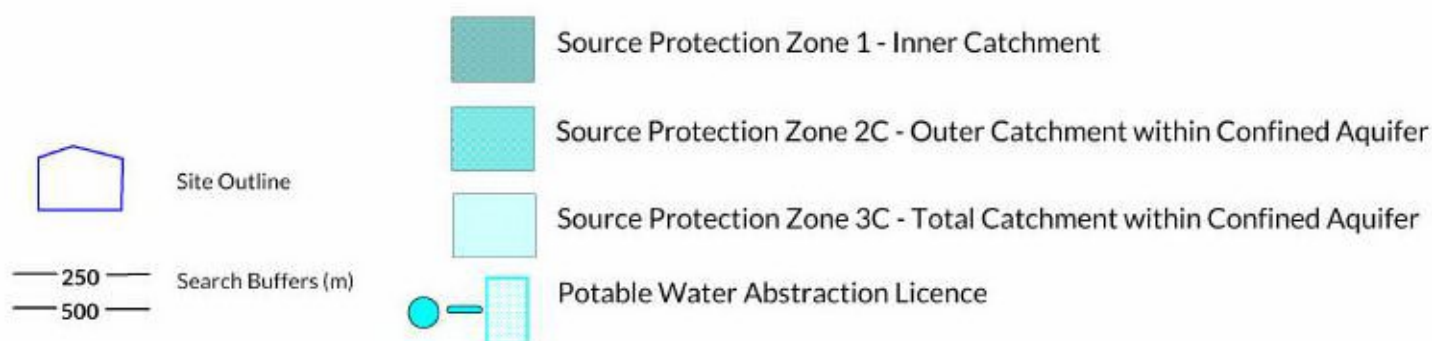 Site Outline
250
500
Search Buffers (m)
Source Protection Zone 1 - Inner Catchment
Source Protection Zone 2C - Outer Catchment within Confined Aquifer
Source Protection Zone 3C - Total Catchment within Confined Aquifer
Potable Water Abstraction Licence